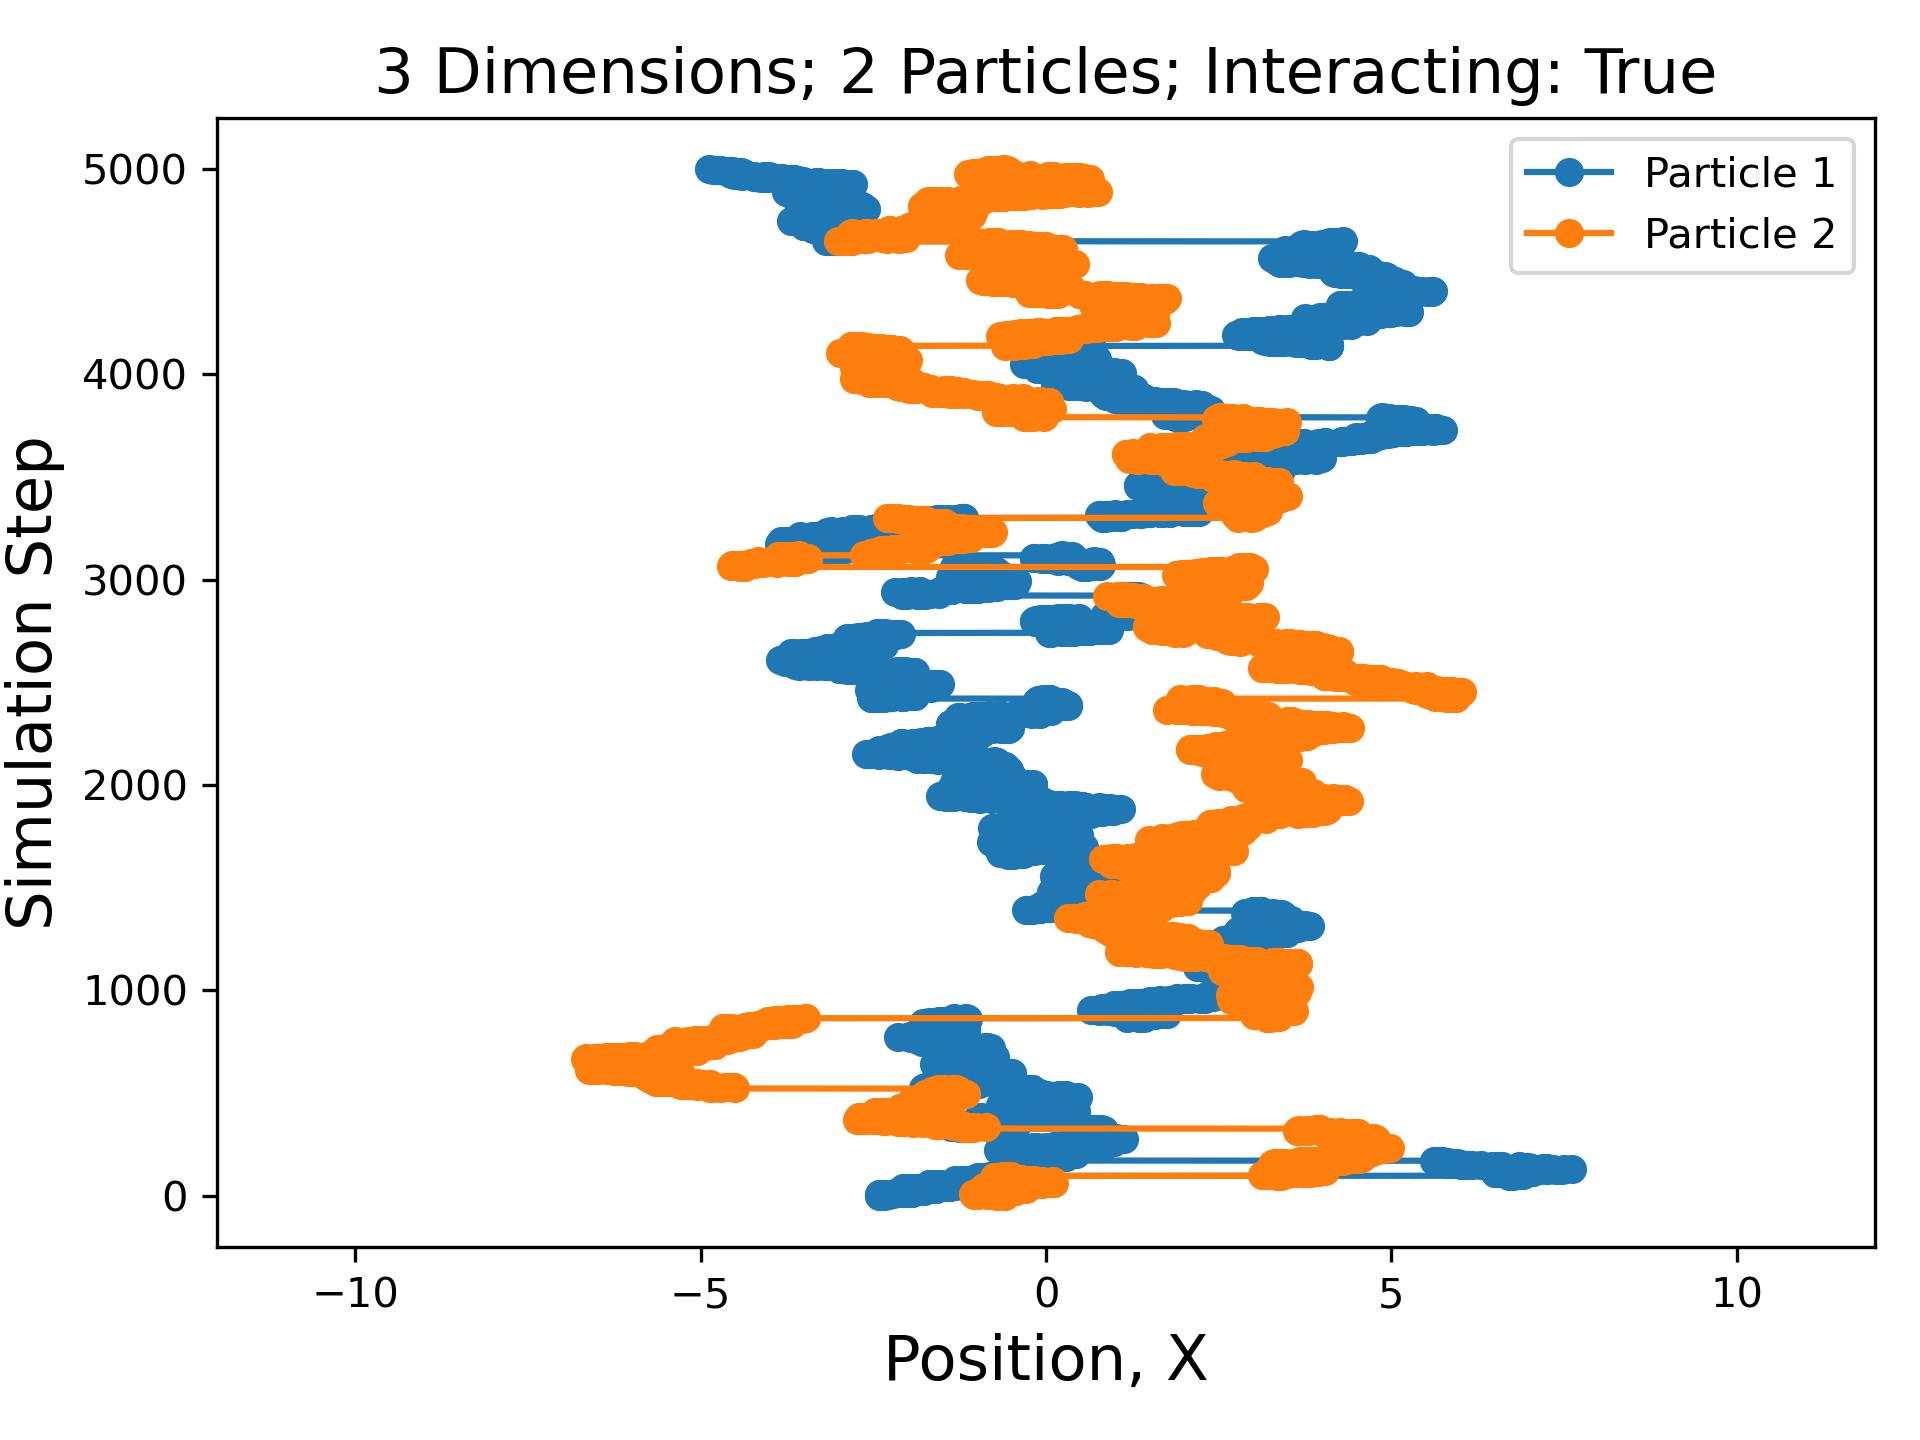 3 Dimensions; 2 Particles; Interacting: True
Particle 1
Particle 2
5000
4000
3000
2000
1000
0
Simulation Step
−10
−5
0
5
10
Position, X